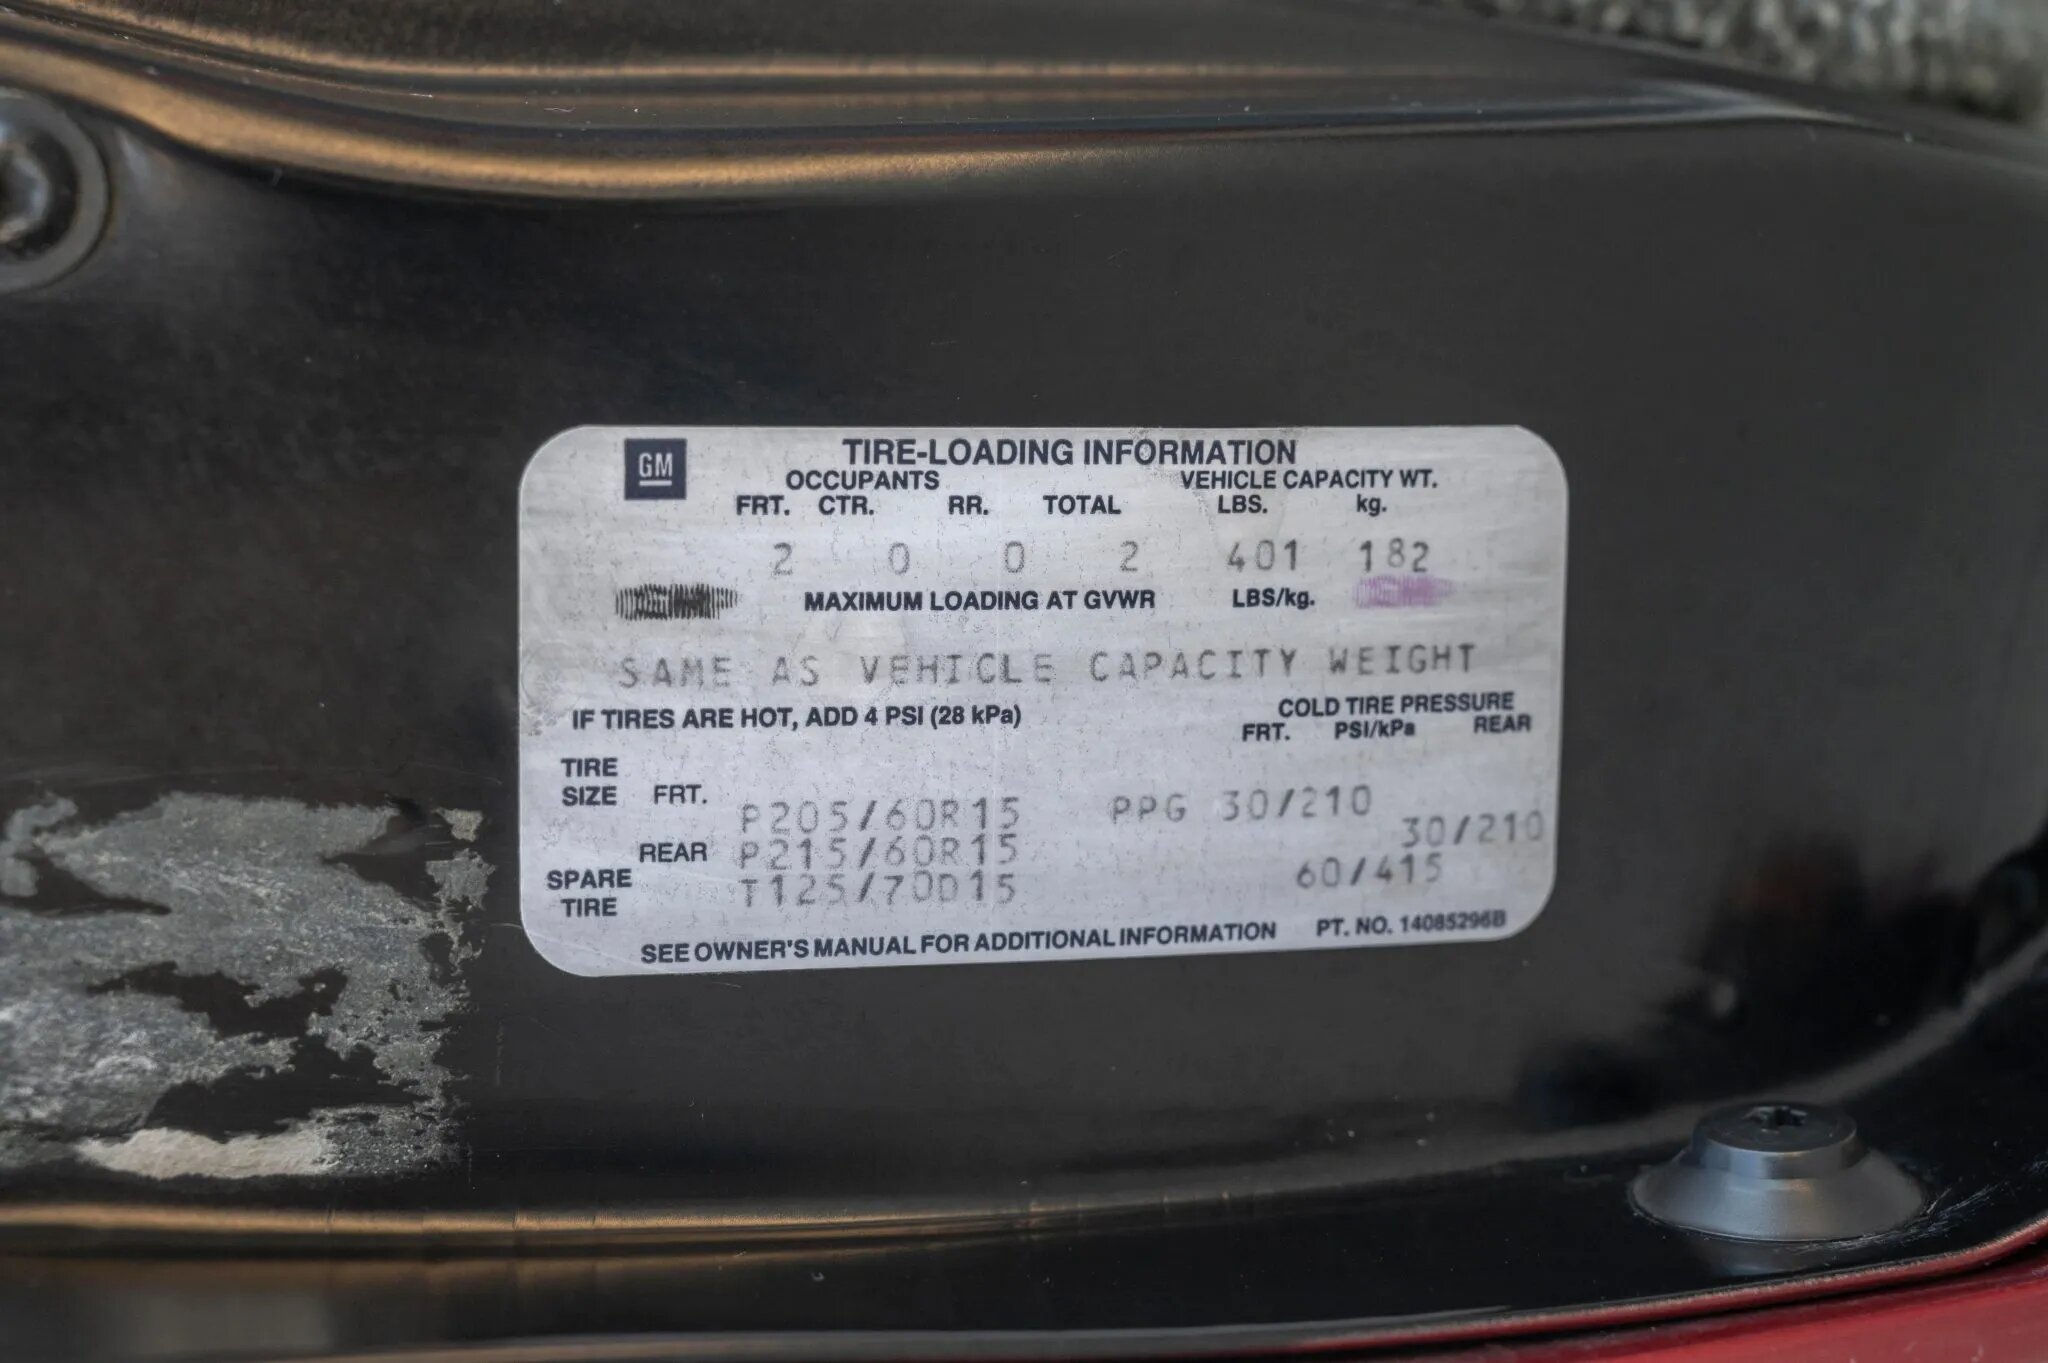 GM
TIRE-LOADING INFORMATION
OCCUPANTS VEHICLE CAPACITY WT.
FRT. CTR. RR. TOTAL LBS. kg.
2 0 0 2 401 182
MAXIMUM LOADING AT GVWR LBS/kg.
SAME AS VEHICLE CAPACITY WEIGHT
IF TIRES ARE HOT, ADD 4 PSI (28 kPa) COLD TIRE PRESSURE
FRT. PSI/kPa REAR
TIRE
SIZE FRT. P205/60R15 PPG 30/210
30/210
REAR P215/60R15
SPARE
TIRE T125/70D15 60/415
SEE OWNER'S MANUAL FOR ADDITIONAL INFORMATION PT. NO. 14085296B